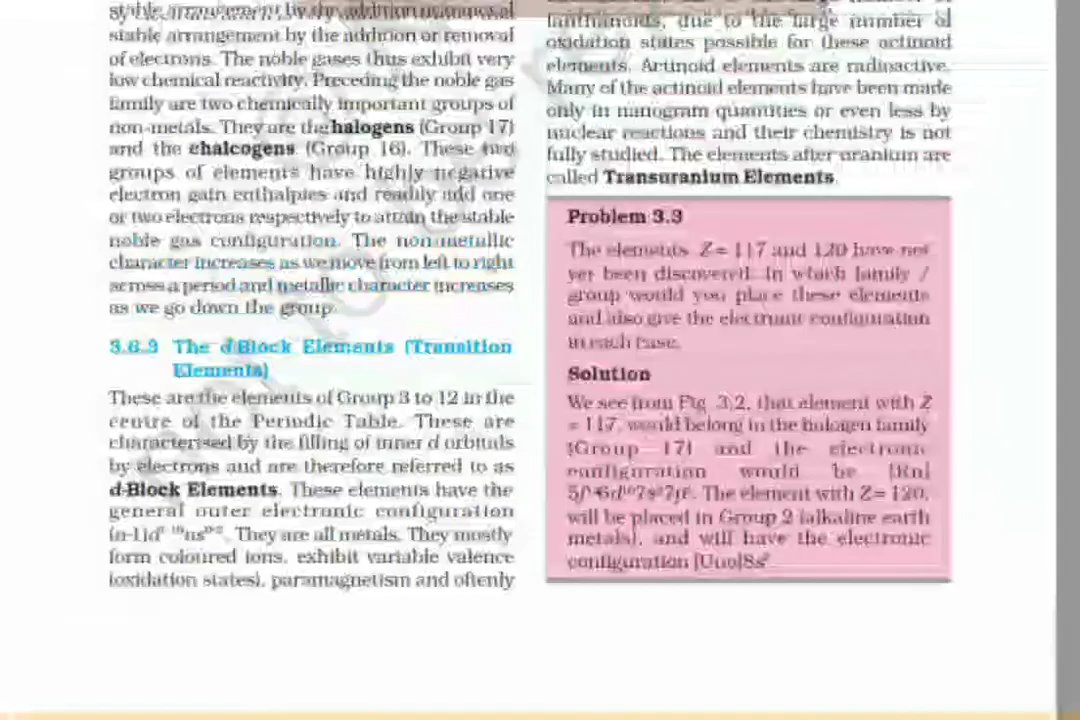 stable arrangement by the addition or removal
of electrons. The noble gases thus exhibit very
low chemical reactivity. Preceding the noble gas
family are two chemically important groups of
non-metals. They are the halogens (Group 17)
and the chalcogens (Group 16). These two
groups of elements have highly negative
electron gain enthalpies and readily add one
or two electrons respectively to attain the stable
noble gas configuration. The non-metallic
character increases as we move from left to right
across a period and metallic character increases
as we go down the group.
3.6.3 The d-Block Elements (Transition
Elements)
These are the elements of Group 3 to 12 in the
centre of the Periodic Table. These are
characterised by the filling of inner d orbitals
by electrons and are therefore referred to as
d-Block Elements. These elements have the
general outer electronic configuration
They are all metals. They mostly
form coloured ions, exhibit variable valence
(oxidation states), paramagnetism and oftenly
lanthanoids, due to the large number of
oxidation states possible for these actinoid
elements. Actinoid elements are radioactive.
Many of the actinoid elements have been made
only in nanogram quantities or even less by
nuclear reactions and their chemistry is not
fully studied. The elements after uranium are
called Transuranium Elements.
Problem 3.3
The elements Z = 117 and 120 have not
yet been discovered. In which family /
group would you place these elements
and also give the electronic configuration
in each case.
Solution
We see from Fig. 3.2, that element with Z
= 117, would belong to the halogen family
(Group 17) and the electronic
configuration would be [Rn]
The element with Z = 120,
will be placed in Group 2 (alkaline earth
metals), and will have the electronic
configuration [Uuo]8s²